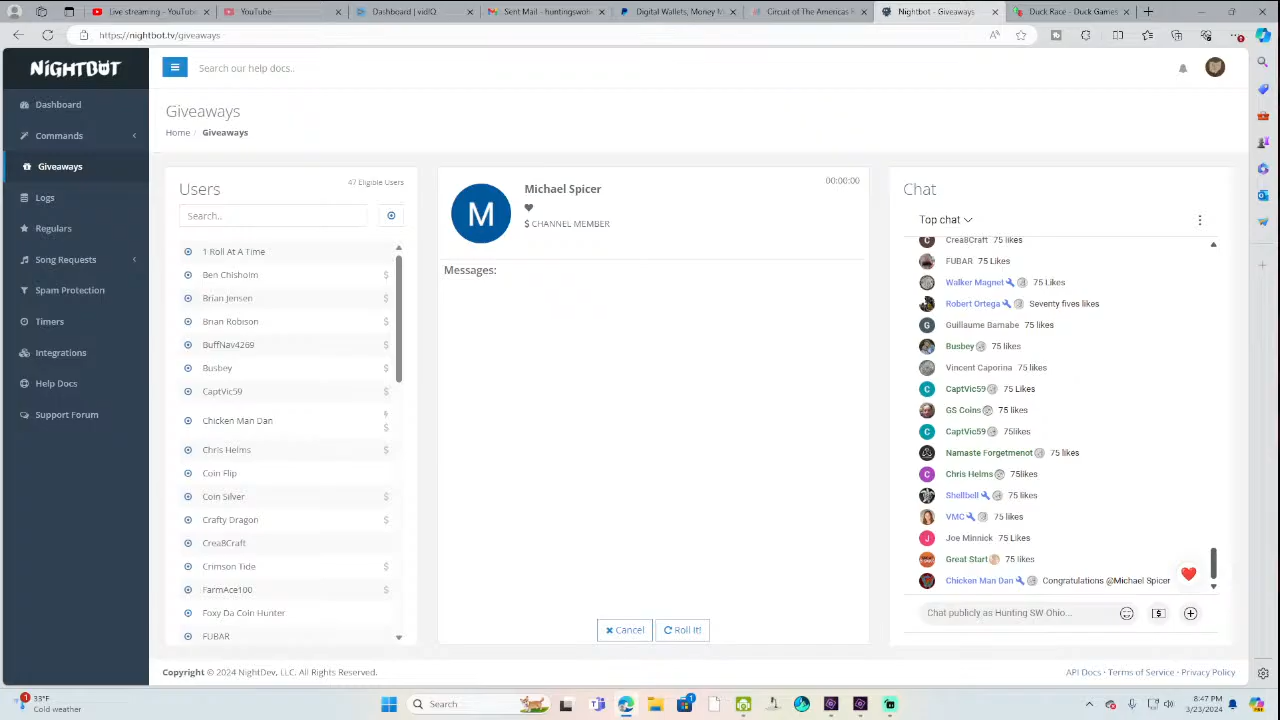 Live streaming - YouTube
YouTube
Dashboard | vidIQ
Sent Mail - huntingswohi
Digital Wallets, Money M
Circuit Of The Americas
Nightbot - Giveaways
Duck Race - Duck Games
https://nightbot.tv/giveaways
NIGHTBOT
Search our help docs..
Dashboard
Commands
Giveaways
Logs
Regulars
Song Requests
Spam Protection
Timers
Integrations
Help Docs
Support Forum
Giveaways
Home / Giveaways
Users
47 Eligible Users
Search..
1 Roll At A Time
Ben Chisholm $
Brian Jensen $
Brian Robison $
BuffNav4269 $
Busbey $
CaptVic59 $
Chicken Man Dan $
Chris Helms $
Coin Flip
Coin Silver $
Crafty Dragon $
Crea8Craft
Crimson Tide $
FarmAce100 $
Foxy Da Coin Hunter
FUBAR $
M
Michael Spicer
$ CHANNEL MEMBER
00:00:00
Messages:
Cancel
Roll It!
Chat
Top chat
Crea8Craft 75 likes
FUBAR 75 Likes
Walker Magnet 75 Likes
Robert Ortega Seventy fives likes
G Guillaume Barnabe 75 likes
Busbey 75 likes
Vincent Caporina 75 likes
C CaptVic59 75 Likes
GS Coins 75 likes
C CaptVic59 75likes
Namaste Forgetmenot 75 likes
C Chris Helms 75likes
Shellbell 75 likes
VMC 75 likes
J Joe Minnick 75 Likes
Great Start 75 likes
Chicken Man Dan Congratulations @Michael Spicer
Chat publicly as Hunting SW Ohio...
Copyright © 2024 NightDev, LLC. All Rights Reserved.
API Docs · Terms of Service · Privacy Policy
1
33°F
Cold weather
Search
1
8:47 PM
3/23/2024